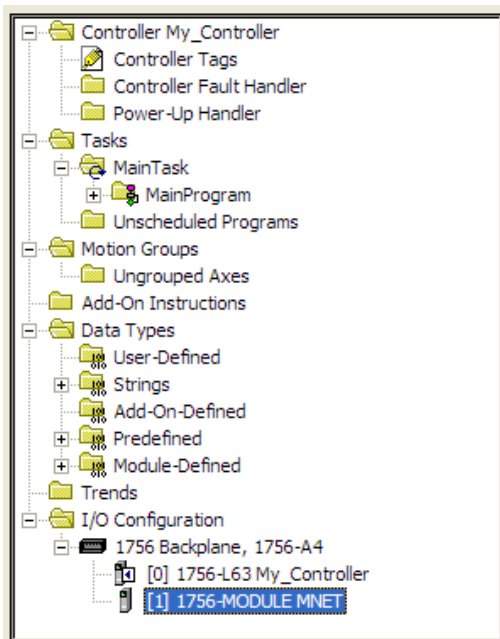 Controller My_Controller
Controller Tags
Controller Fault Handler
Power-Up Handler
Tasks
MainTask
MainProgram
Unscheduled Programs
Motion Groups
Ungrouped Axes
Add-On Instructions
Data Types
User-Defined
Strings
Add-On-Defined
Predefined
Module-Defined
Trends
I/O Configuration
1756 Backplane, 1756-A4
[0] 1756-L63 My_Controller
[1] 1756-MODULE MNET